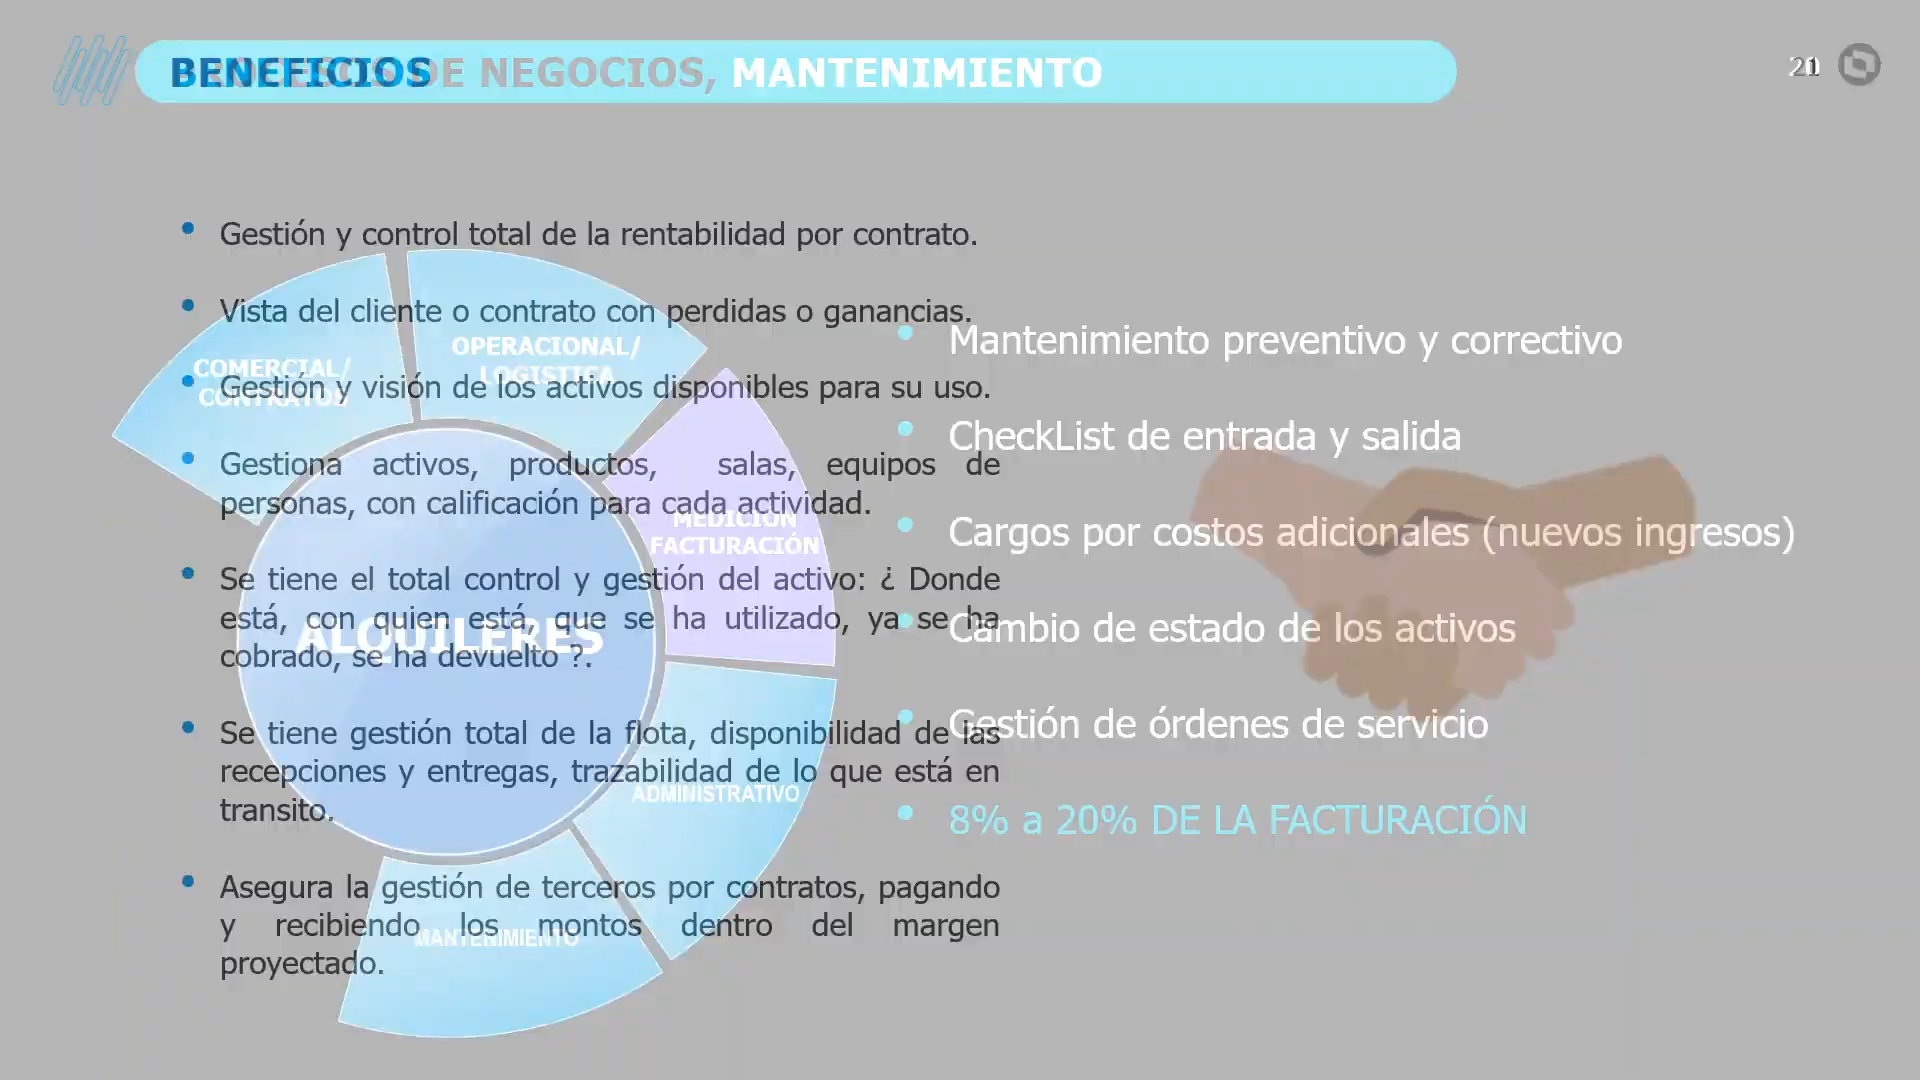 BENEFICIOS
DE NEGOCIOS, MANTENIMIENTO
Gestión y control total de la rentabilidad por contrato.
Vista del cliente o contrato con perdidas o ganancias.
Gestión y visión de los activos disponibles para su uso.
Gestiona activos, productos, salas, equipos de
personas, con calificación para cada actividad.
Se tiene el total control y gestión del activo: ¿ Donde
está, con quien está, que se ha utilizado, ya se ha
cobrado, se ha devuelto ?.
Se tiene gestión total de la flota, disponibilidad de las
recepciones y entregas, trazabilidad de lo que está en
transito.
Asegura la gestión de terceros por contratos, pagando
y recibiendo los montos dentro del margen
proyectado.
COMERCIAL/
CONTRATOS
OPERACIONAL/
LOGISTICA
MEDICIÓN
FACTURACIÓN
ADMINISTRATIVO
MANTENIMIENTO
ALQUILERES
Mantenimiento preventivo y correctivo
CheckList de entrada y salida
Cargos por costos adicionales (nuevos ingresos)
Cambio de estado de los activos
Gestión de órdenes de servicio
8% a 20% DE LA FACTURACIÓN